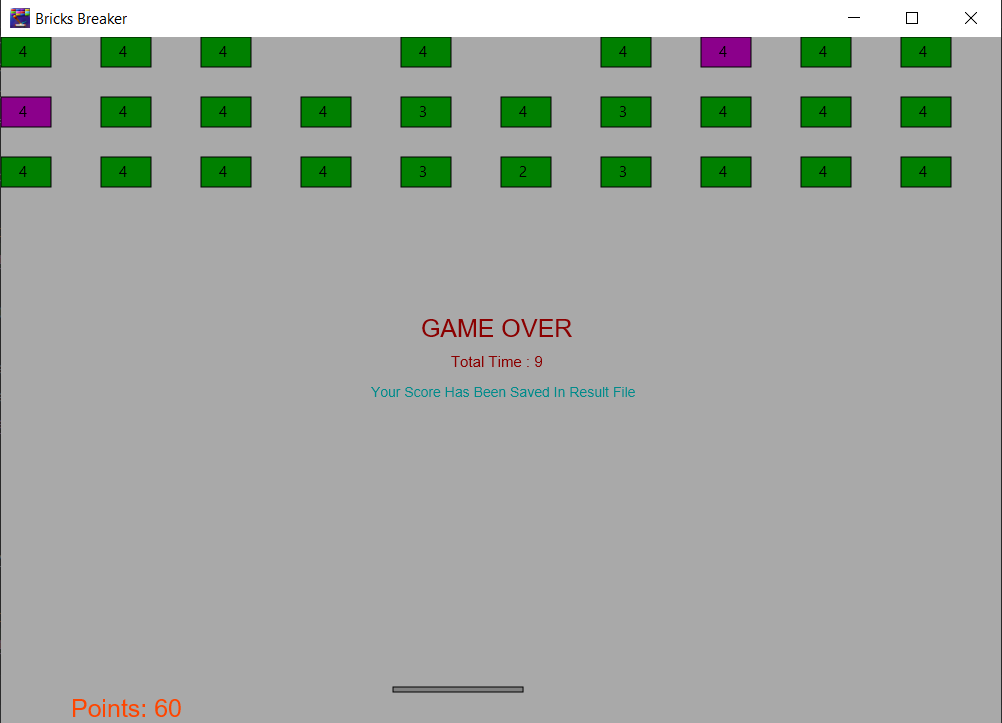 Bricks Breaker
4 4 4 4 4 4 4 4
4 4 4 4 3 4 3 4 4 4
4 4 4 4 3 2 3 4 4 4
GAME OVER
Total Time : 9
Your Score Has Been Saved In Result File
Points: 60